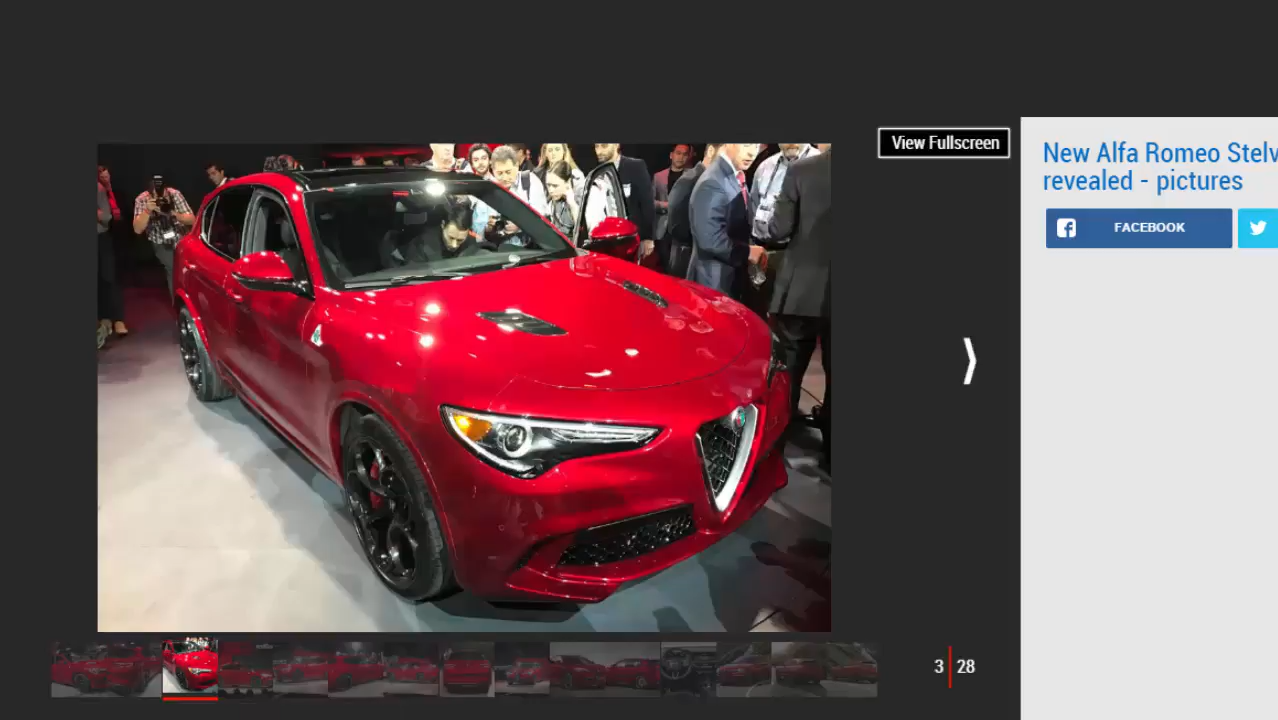 View Fullscreen
New Alfa Romeo Stelv
revealed - pictures
FACEBOOK
3 28